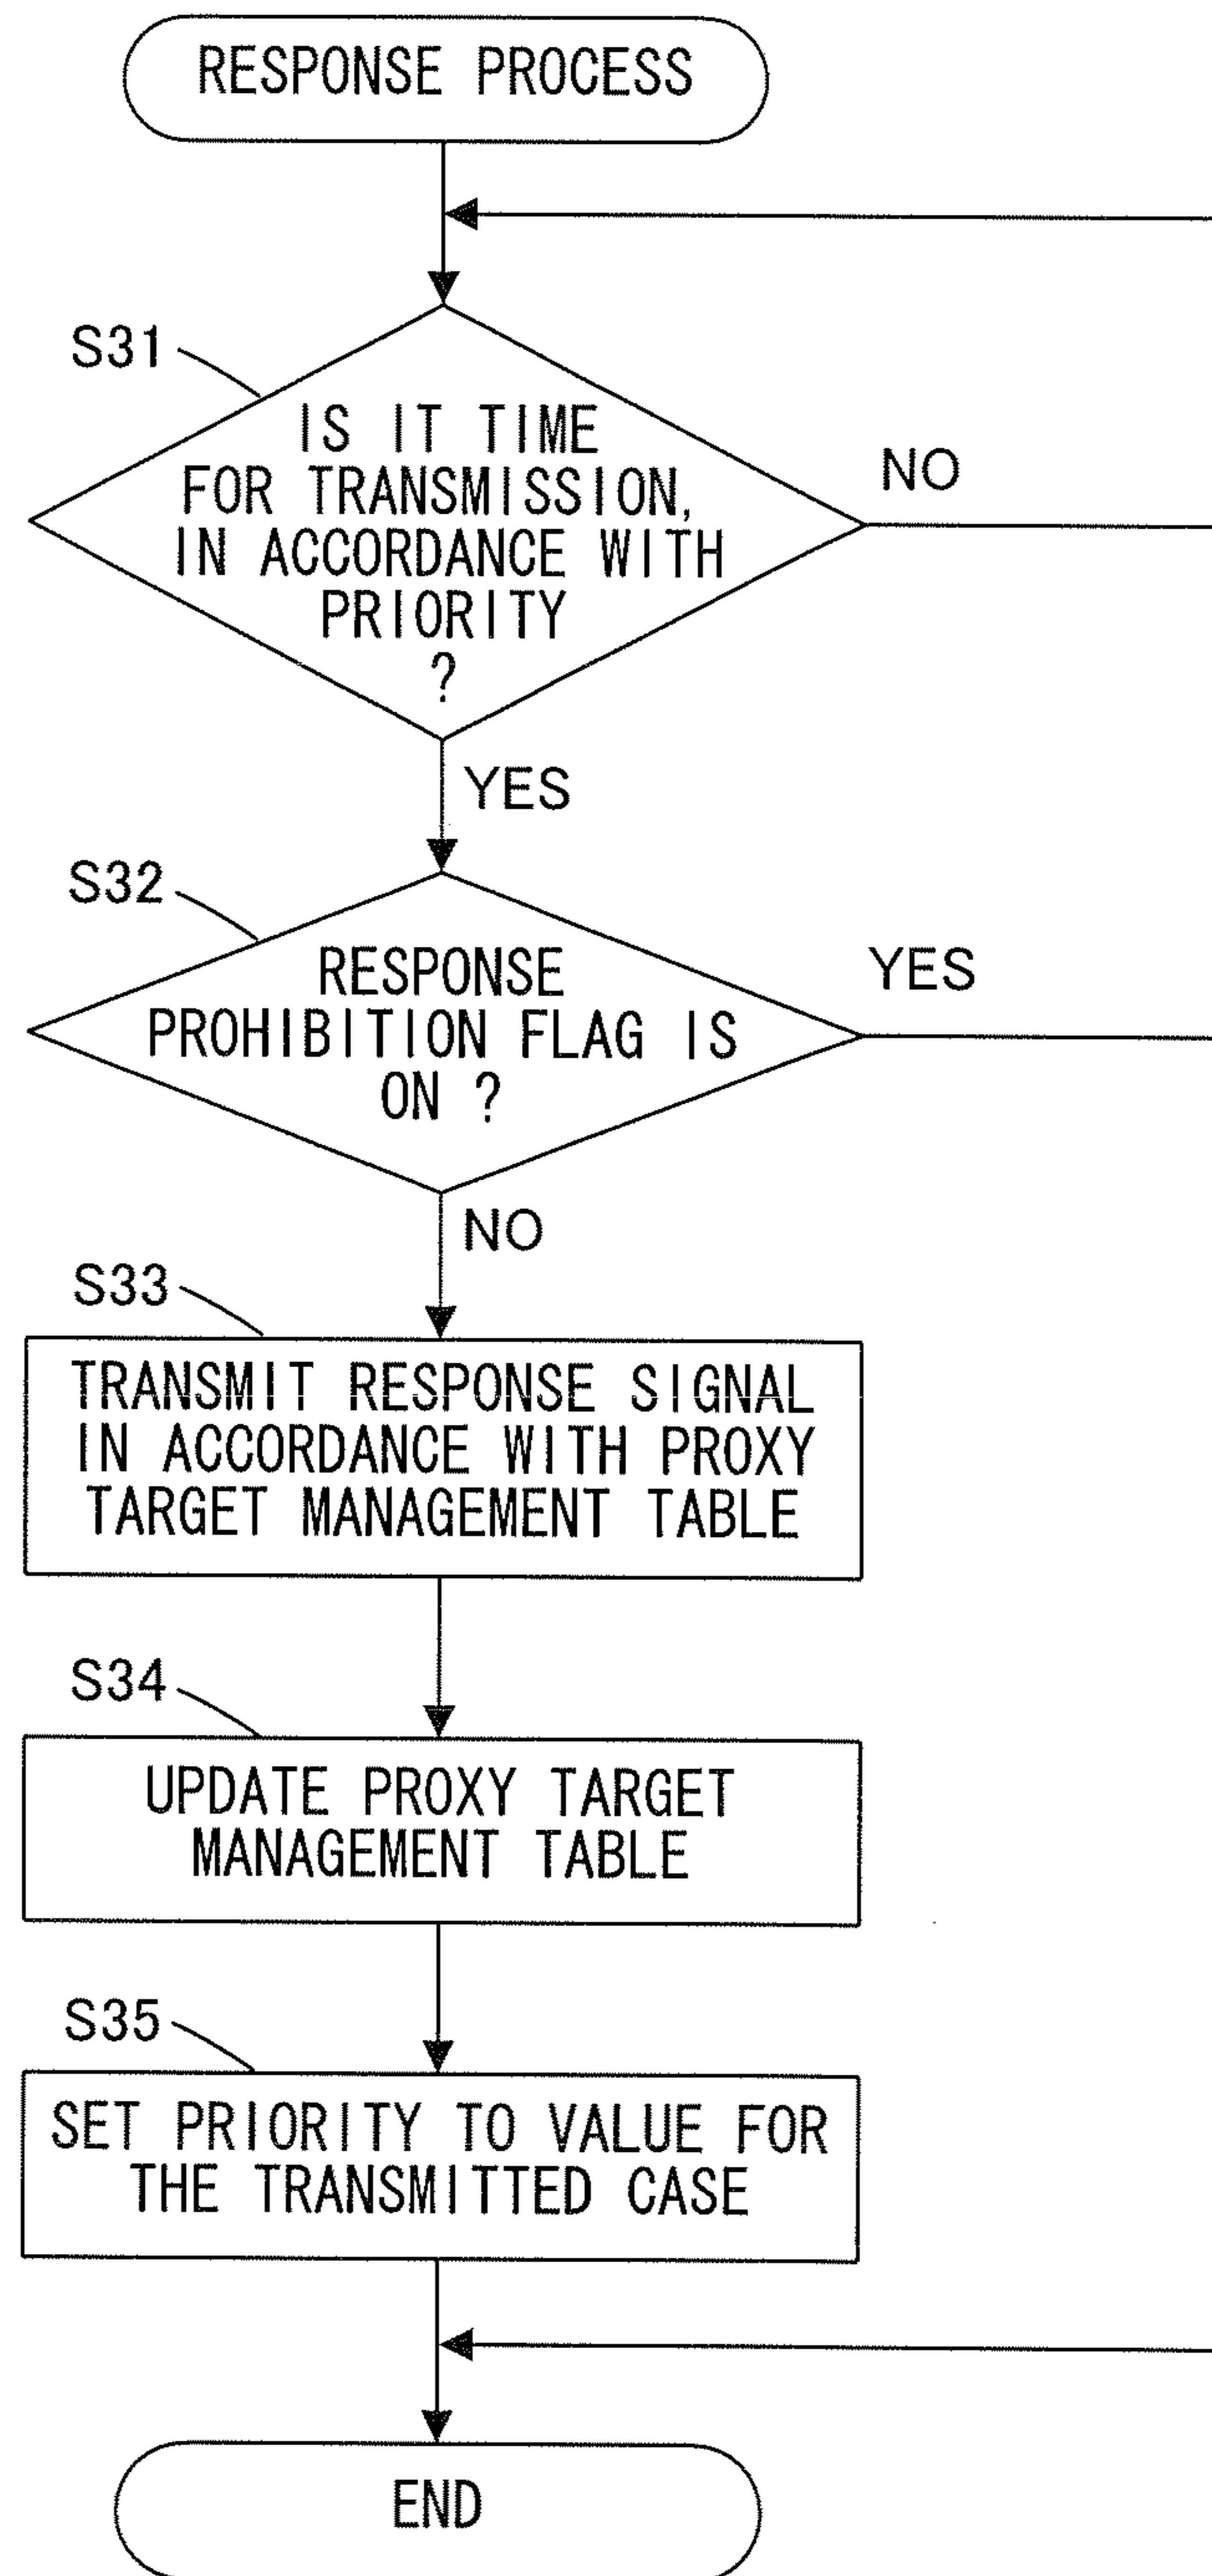 RESPONSE PROCESS
S31
IS IT TIME
FOR TRANSMISSION,
IN ACCORDANCE WITH
PRIORITY
?
NO
YES
S32
RESPONSE
PROHIBITION FLAG IS
ON ?
YES
NO
S33
TRANSMIT RESPONSE SIGNAL
IN ACCORDANCE WITH PROXY
TARGET MANAGEMENT TABLE
S34
UPDATE PROXY TARGET
MANAGEMENT TABLE
S35
SET PRIORITY TO VALUE FOR
THE TRANSMITTED CASE
END